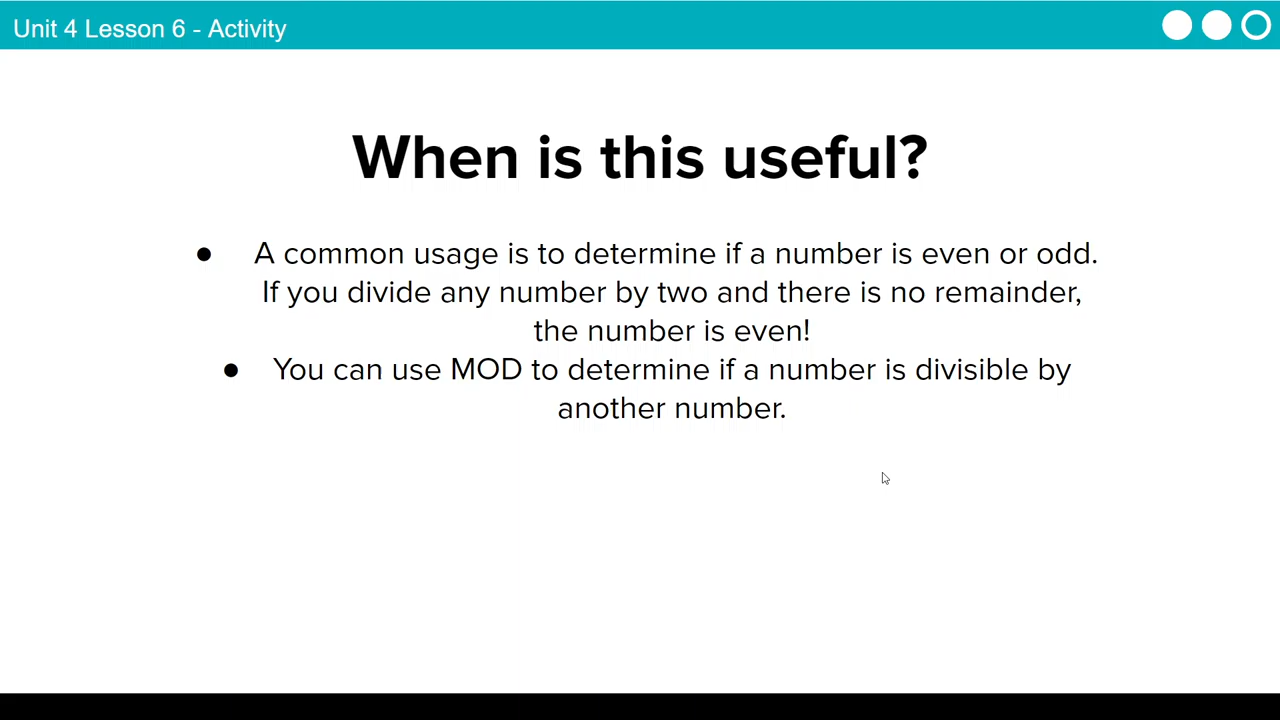 Unit 4 Lesson 6 - Activity
When is this useful?
● A common usage is to determine if a number is even or odd.
If you divide any number by two and there is no remainder,
the number is even!
● You can use MOD to determine if a number is divisible by
another number.